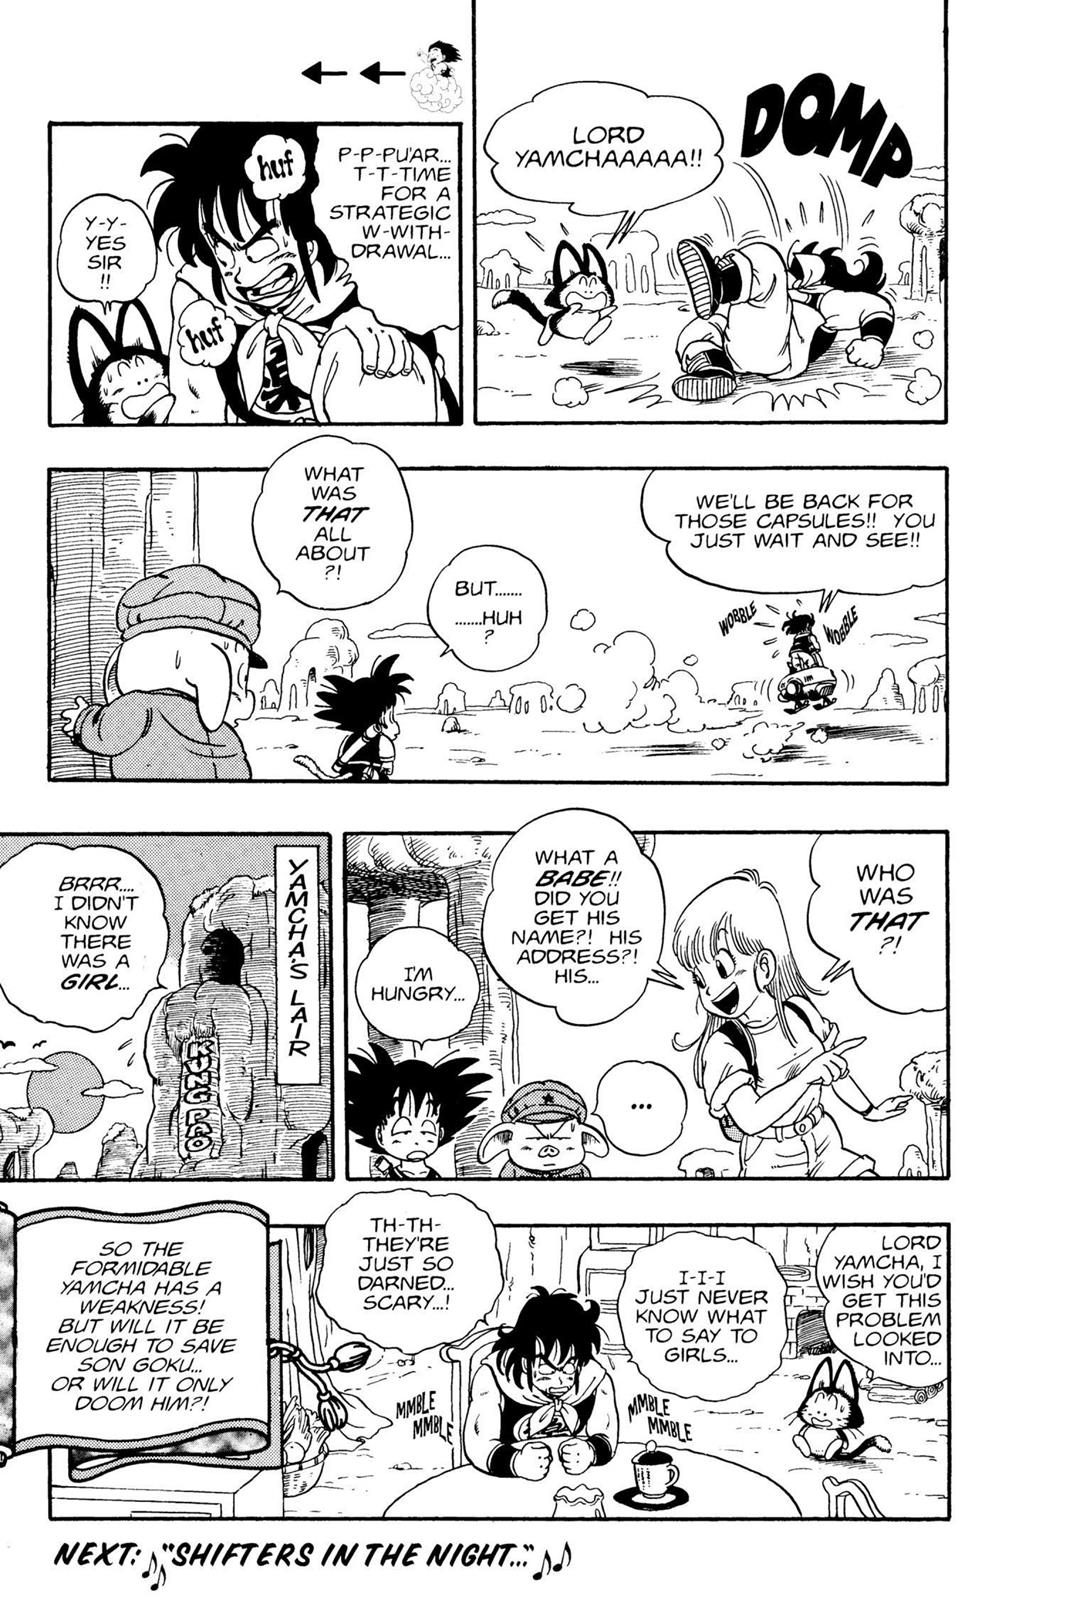 DOMP
LORD
YAMCHAAAAA!!
P-P-PU'AR...
T-T-TIME
FOR A
STRATEGIC
W-WITH-
DRAWAL...
huf
huf
Y-Y-
YES
SIR
!!
WE'LL BE BACK FOR
THOSE CAPSULES!! YOU
JUST WAIT AND SEE!!
WOBBLE
WOBBLE
BUT.......
.......HUH
?
WHAT
WAS
THAT
ALL
ABOUT
?!
WHO
WAS
THAT
?!
WHAT A
BABE!!
DID YOU
GET HIS
NAME?! HIS
ADDRESS?!
HIS...
...
I'M
HUNGRY...
YAMCHA'S LAIR
BRRR....
I DIDN'T
KNOW
THERE
WAS A
GIRL...
LORD
YAMCHA, I
WISH YOU'D
GET THIS
PROBLEM
LOOKED
INTO...
I-I-I
JUST NEVER
KNOW WHAT
TO SAY TO
GIRLS...
MMBLE
MMBLE
TH-TH-
THEY'RE
JUST SO
DARNED...
SCARY...!
MMBLE
MMBLE
SO THE
FORMIDABLE
YAMCHA HAS A
WEAKNESS!
BUT WILL IT BE
ENOUGH TO SAVE
SON GOKU...
OR WILL IT ONLY
DOOM HIM?!
NEXT: "SHIFTERS IN THE NIGHT..."